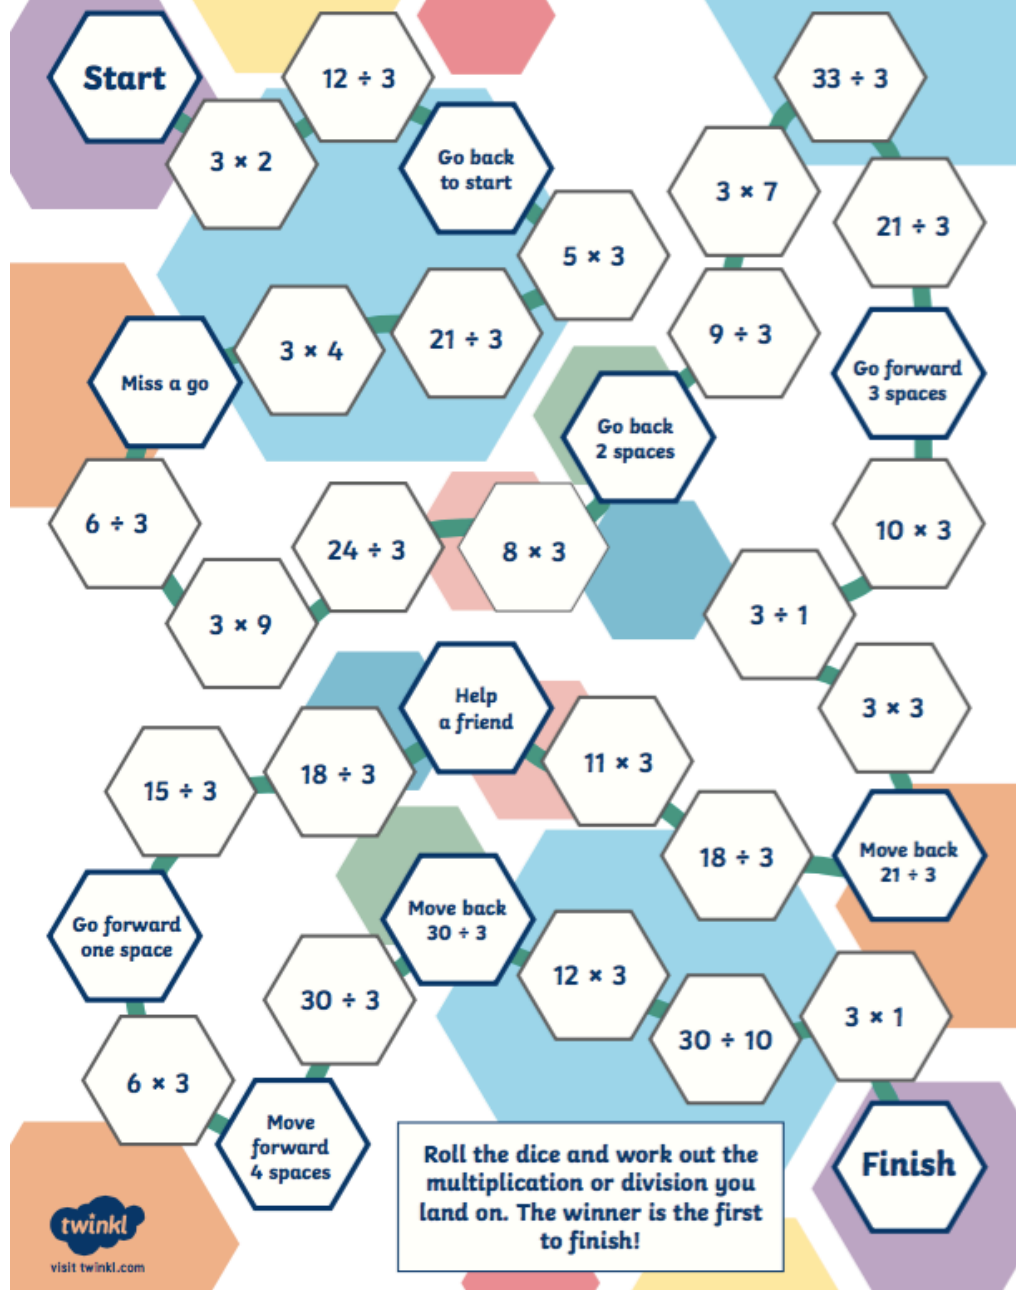 Start
3 × 2
12 ÷ 3
Go back
to start
5 × 3
21 ÷ 3
3 × 4
Miss a go
6 ÷ 3
3 × 9
24 ÷ 3
8 × 3
Go back
2 spaces
9 ÷ 3
3 × 7
33 ÷ 3
21 ÷ 3
Go forward
3 spaces
10 × 3
3 ÷ 1
3 × 3
Move back
21 ÷ 3
18 ÷ 3
11 × 3
Help
a friend
18 ÷ 3
15 ÷ 3
Go forward
one space
6 × 3
Move
forward
4 spaces
30 ÷ 3
Move back
30 ÷ 3
12 × 3
30 ÷ 10
3 × 1
Finish
Roll the dice and work out the
multiplication or division you
land on. The winner is the first
to finish!
twinkl
visit twinkl.com